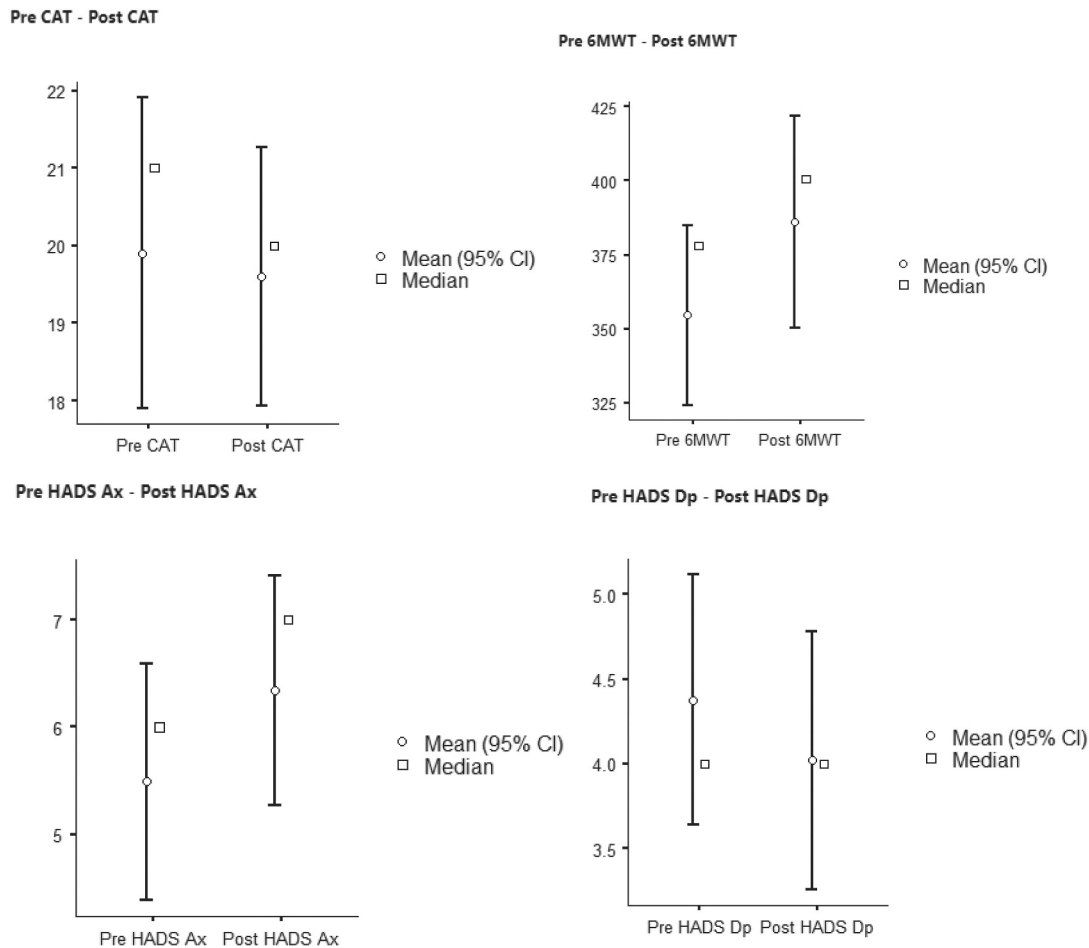 Pre CAT - Post CAT
22
21
20
19
18
Pre CAT Post CAT
Mean (95% CI)
Median
Pre 6MWT - Post 6MWT
425
400
375
350
325
Pre 6MWT Post 6MWT
Mean (95% CI)
Median
Pre HADS Ax - Post HADS Ax
7
6
5
Pre HADS Ax Post HADS Ax
Mean (95% CI)
Median
Pre HADS Dp - Post HADS Dp
5.0
4.5
4.0
3.5
Pre HADS Dp Post HADS Dp
Mean (95% CI)
Median